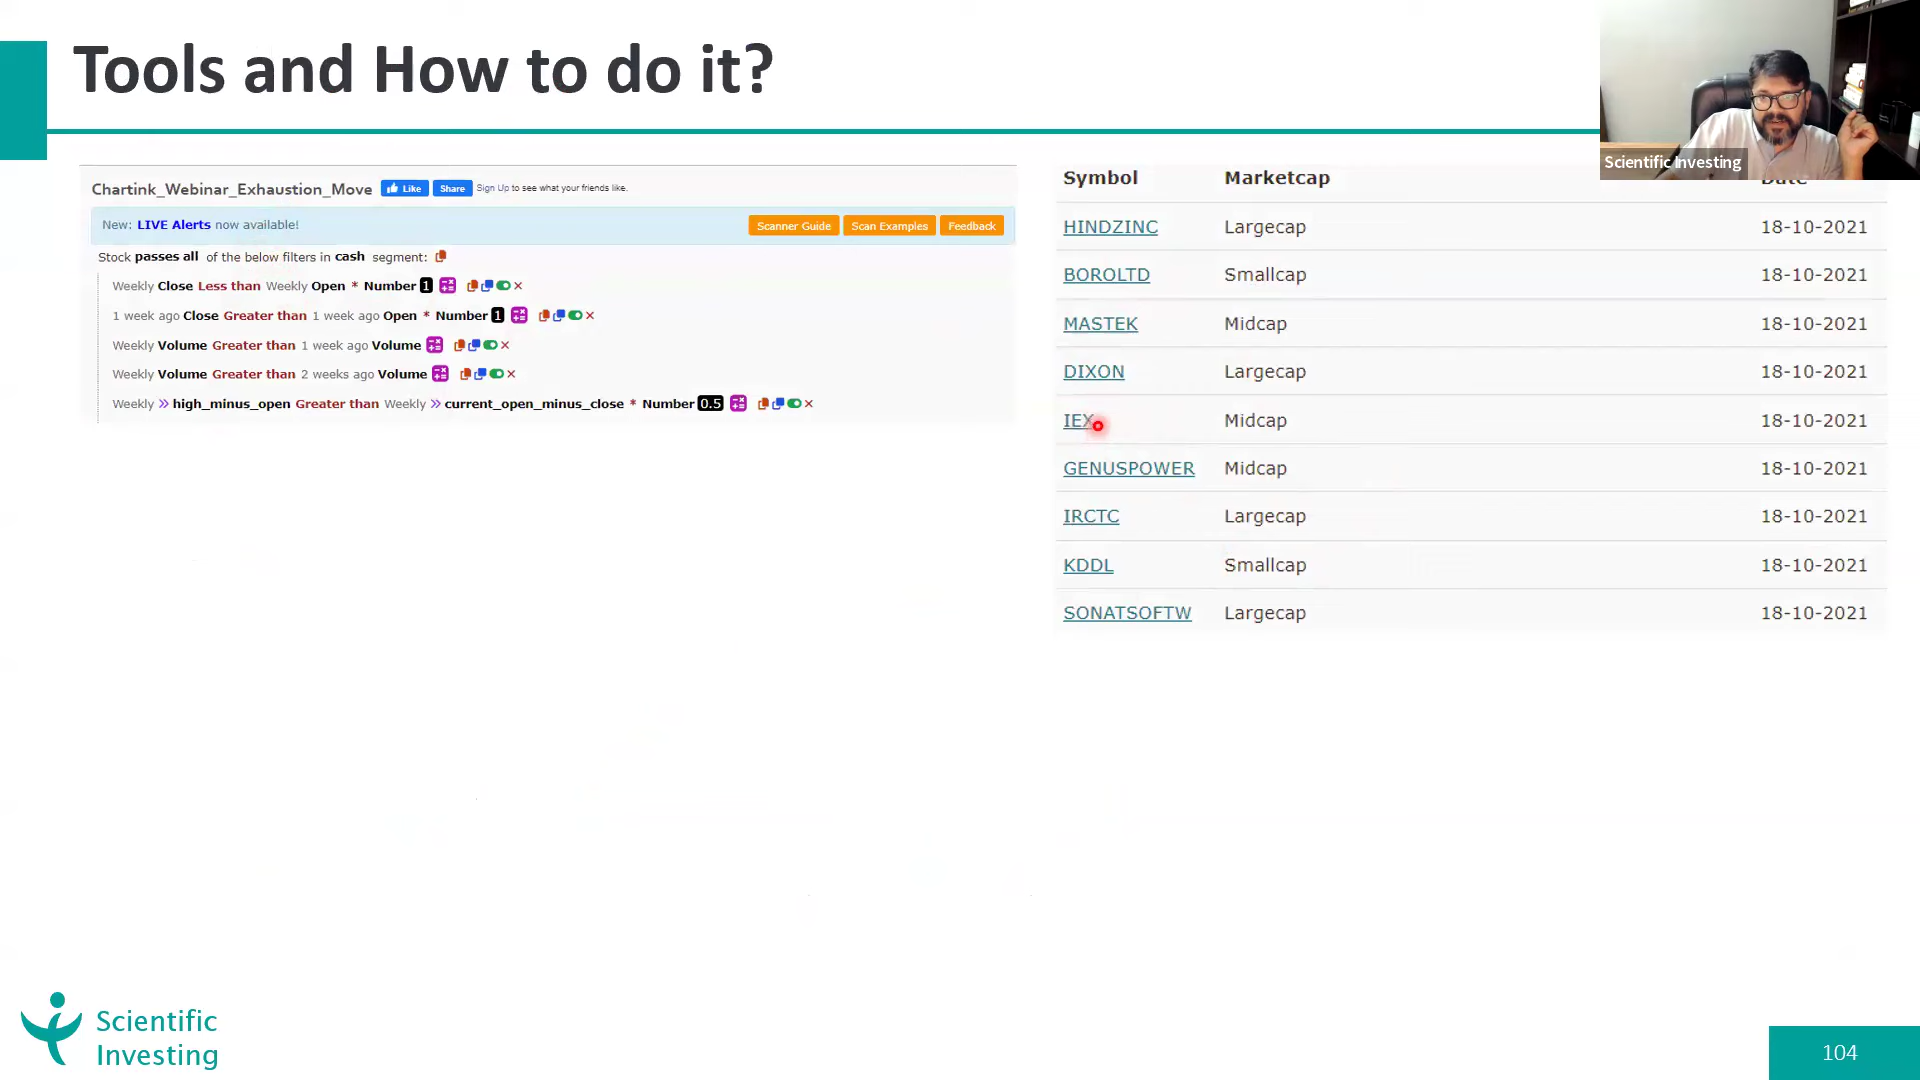 Tools and How to do it?
Scientific Investing
Chartink_Webinar_Exhaustion_Move Like Share Sign Up to see what your friends like.
New: LIVE Alerts now available! Scanner Guide Scan Examples Feedback
Stock passes all of the below filters in cash segment:
Weekly Close Less than Weekly Open * Number 1
1 week ago Close Greater than 1 week ago Open * Number 1
Weekly Volume Greater than 1 week ago Volume
Weekly Volume Greater than 2 weeks ago Volume
Weekly high_minus_open Greater than Weekly current_open_minus_close * Number 0.5
Symbol Marketcap Date
HINDZINC Largecap 18-10-2021
BOROLTD Smallcap 18-10-2021
MASTEK Midcap 18-10-2021
DIXON Largecap 18-10-2021
IEX Midcap 18-10-2021
GENUSPOWER Midcap 18-10-2021
IRCTC Largecap 18-10-2021
KDDL Smallcap 18-10-2021
SONATSOFTW Largecap 18-10-2021
Scientific
Investing
104